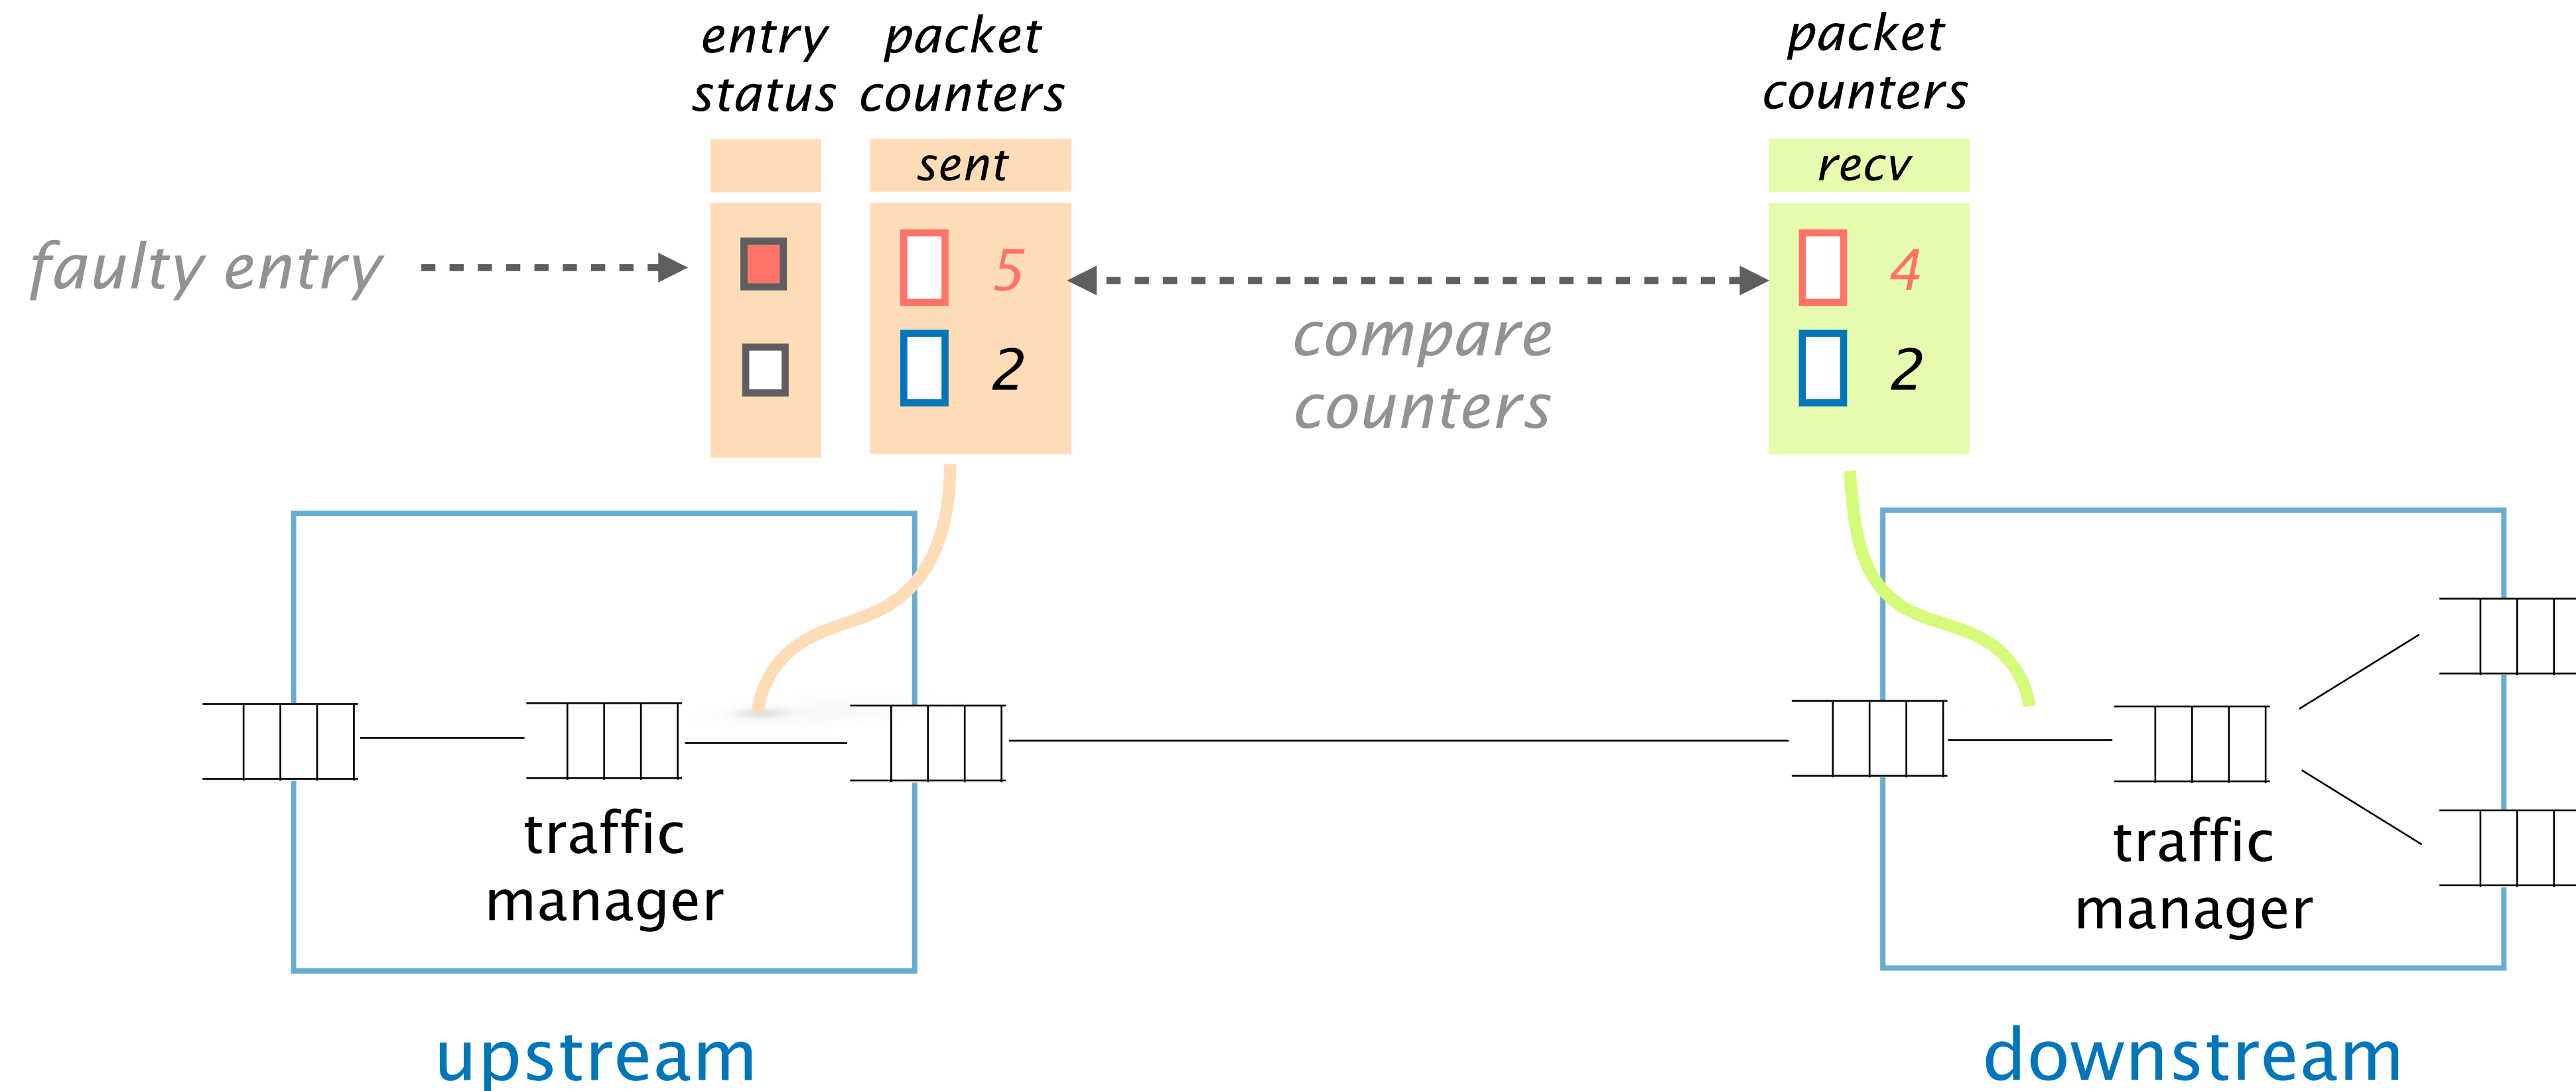 entry status
packet counters
packet counters
sent
recv
faulty entry
5
4
compare
counters
2
2
traffic
manager
traffic
manager
upstream
downstream